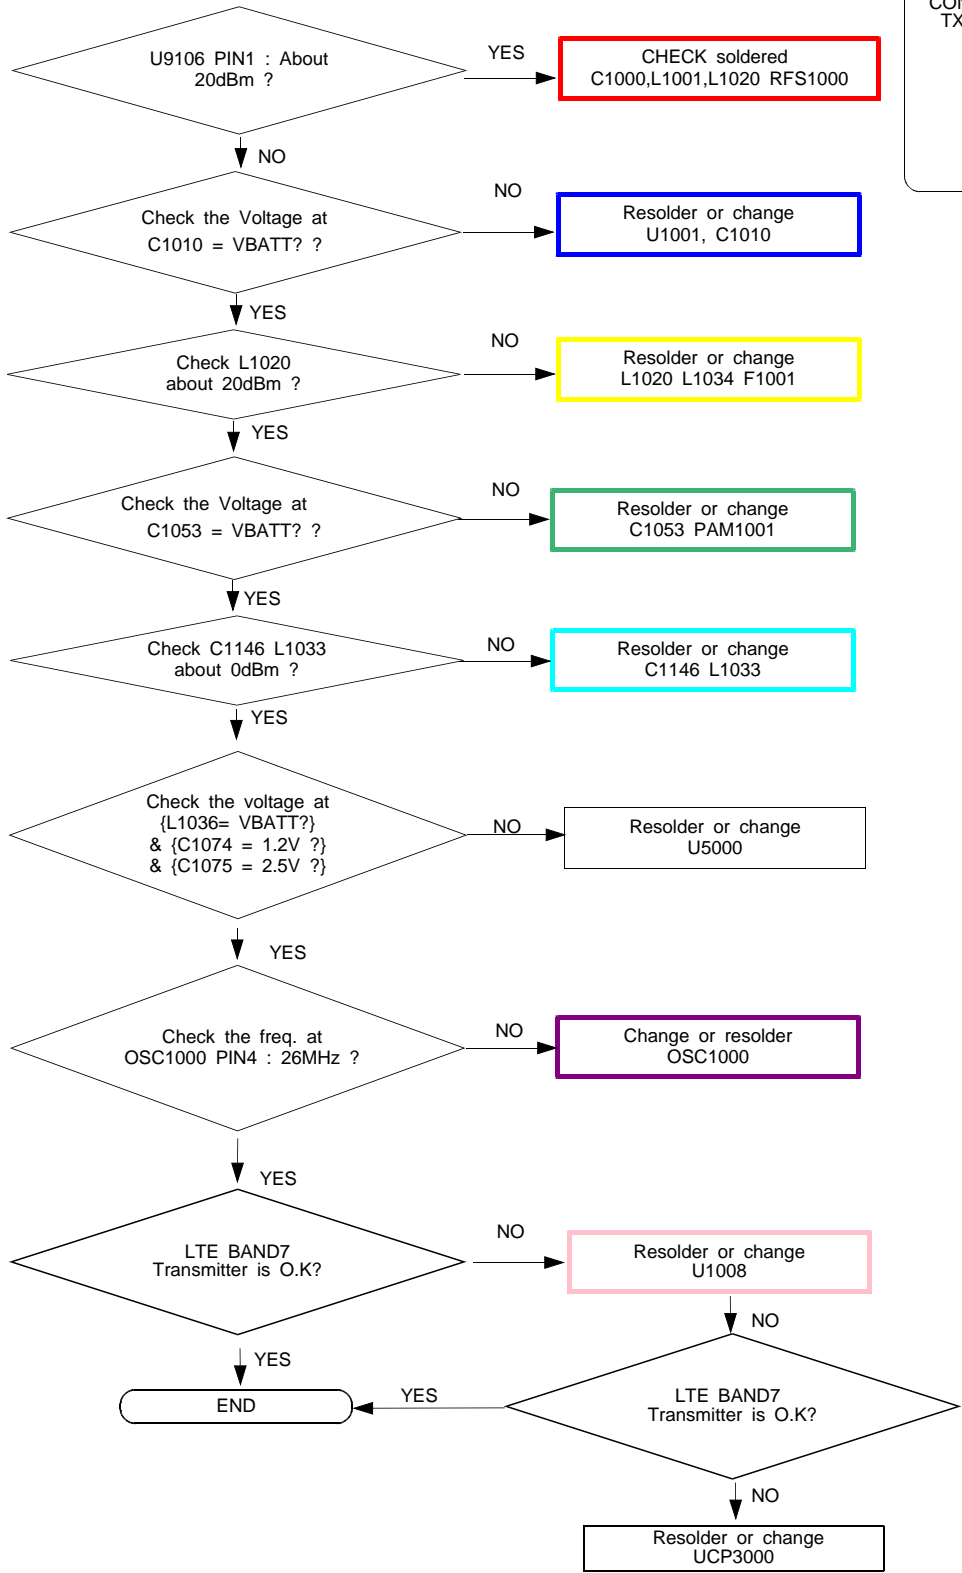 CON
TX
U9106 PIN1 : About
20dBm ?
YES
CHECK soldered
C1000,L1001,L1020 RFS1000
NO
Check the Voltage at
C1010 = VBATT? ?
NO
Resolder or change
U1001, C1010
YES
Check L1020
about 20dBm ?
NO
Resolder or change
L1020 L1034 F1001
YES
Check the Voltage at
C1053 = VBATT? ?
NO
Resolder or change
C1053 PAM1001
YES
Check C1146 L1033
about 0dBm ?
NO
Resolder or change
C1146 L1033
YES
Check the voltage at
{L1036= VBATT?}
& {C1074 = 1.2V ?}
& {C1075 = 2.5V ?}
NO
Resolder or change
U5000
YES
Check the freq. at
OSC1000 PIN4 : 26MHz ?
NO
Change or resolder
OSC1000
YES
LTE BAND7
Transmitter is O.K?
NO
Resolder or change
U1008
NO
YES
END
YES
LTE BAND7
Transmitter is O.K?
NO
Resolder or change
UCP3000